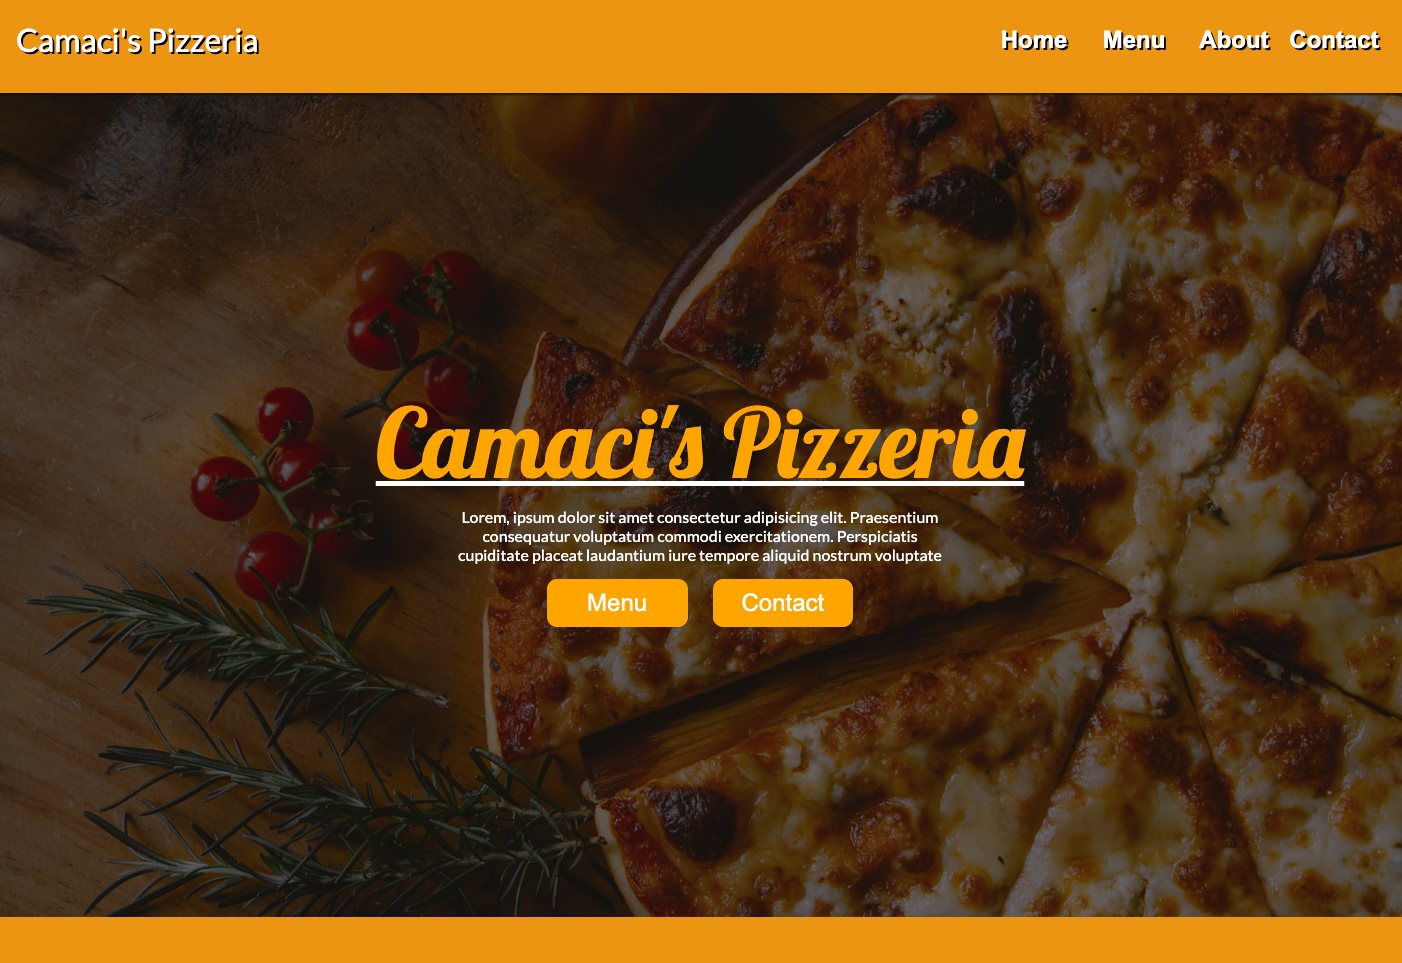 Camaci's Pizzeria
Home Menu About Contact
Camaci's Pizzeria
Lorem, ipsum dolor sit amet consectetur adipisicing elit. Praesentium
consequatur voluptatum commodi exercitationem. Perspiciatis
cupiditate placeat laudantium iure tempore aliquid nostrum voluptate
Menu Contact